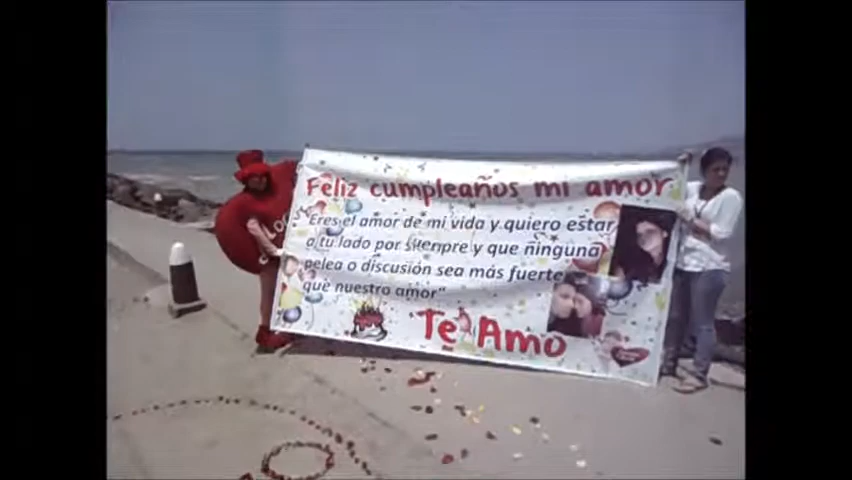 Feliz cumpleaños mi amor
"Eres el amor de mi vida y quiero estar
a tu lado por siempre y que ninguna
pelea o discusión sea más fuerte
que nuestro amor"
Te Amo